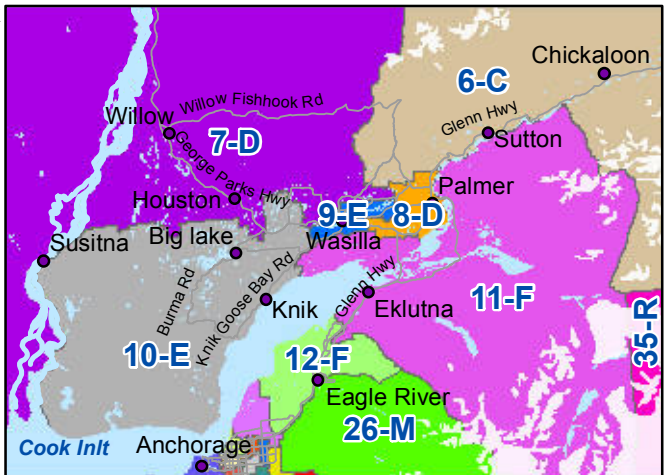 Chickaloon
6-C
Willow Fishhook Rd
Willow
Glenn Hwy
Sutton
7-D
George Parks Hwy
Houston
Palmer
9-E
8-D
Wasilla
Big lake
Susitna
Burma Rd
Knik Goose Bay Rd
Knik
Glenn Hwy
Eklutna
11-F
35-R
10-E
12-F
Eagle River
26-M
Cook Inlt
Anchorage